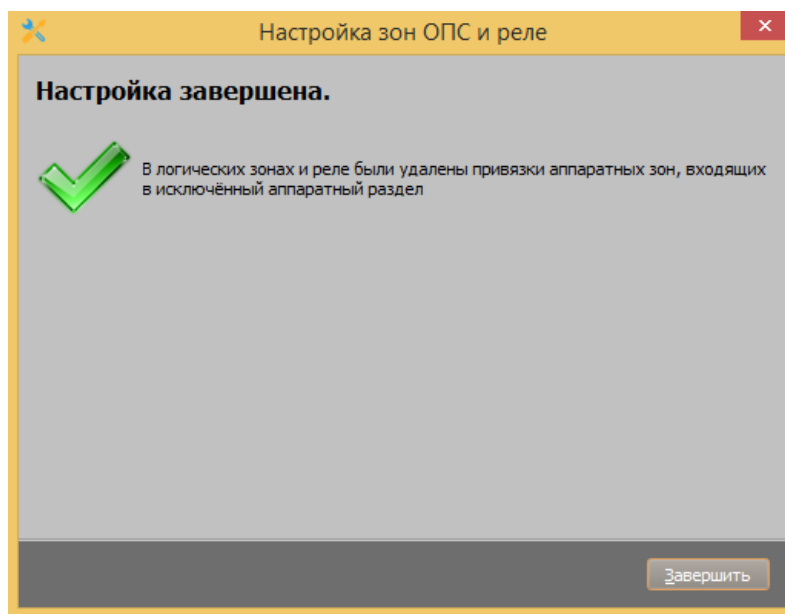 Настройка зон ОПС и реле
Настройка завершена.
В логических зонах и реле были удалены привязки аппаратных зон, входящих
в исключённый аппаратный раздел
Завершить